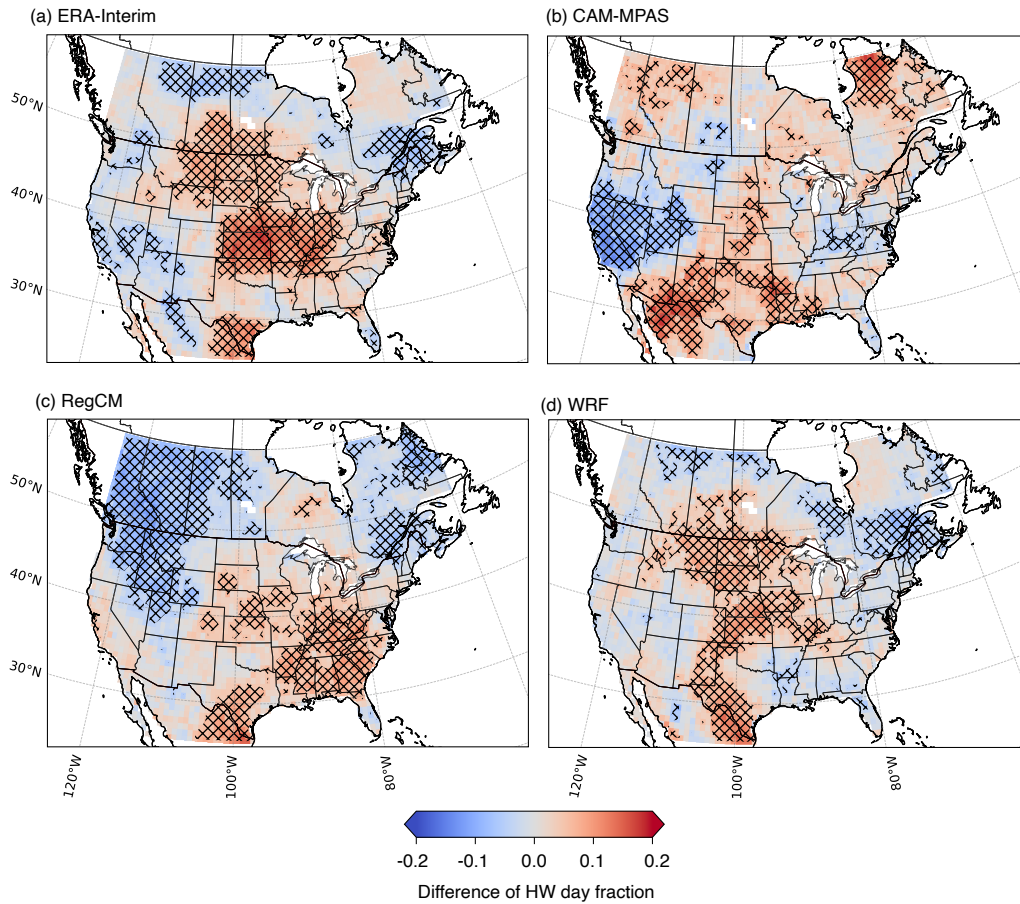 (a) ERA-Interim
(b) CAM-MPAS
50°N
40°N
30°N
(c) RegCM
(d) WRF
50°N
40°N
30°N
120°W
100°W
80°W
120°W
100°W
80°W
-0.2
-0.1
0.0
0.1
0.2
Difference of HW day fraction